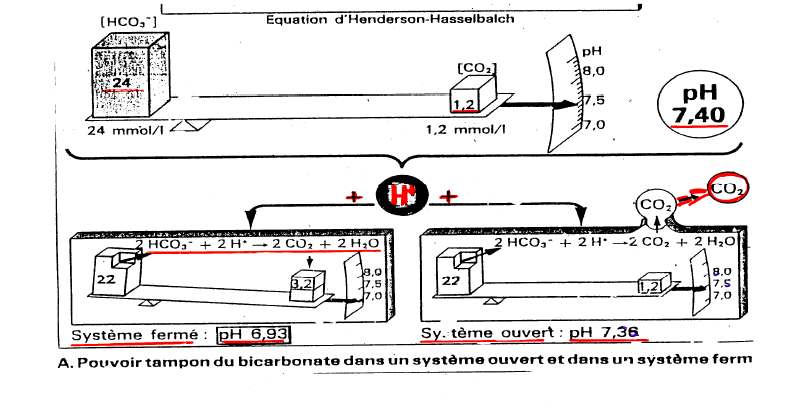 Equation d'Henderson-Hasselbalch
[HCO₃⁻]
24
24 mmol/l
[CO₂]
1,2
1,2 mmol/l
pH
8,0
7,5
7,0
pH
7,40
+ H⁺ +
CO₂
CO₂
2 HCO₃⁻ + 2 H⁺ → 2 CO₂ + 2 H₂O
22
3,2
8,0
7,5
7,0
Système fermé : pH 6,93
2 HCO₃⁻ + 2 H⁺ → 2 CO₂ + 2 H₂O
22
1,2
8,0
7,5
7,0
Sy. tème ouvert : pH 7,36
A. Pouvoir tampon du bicarbonate dans un système ouvert et dans un système ferm